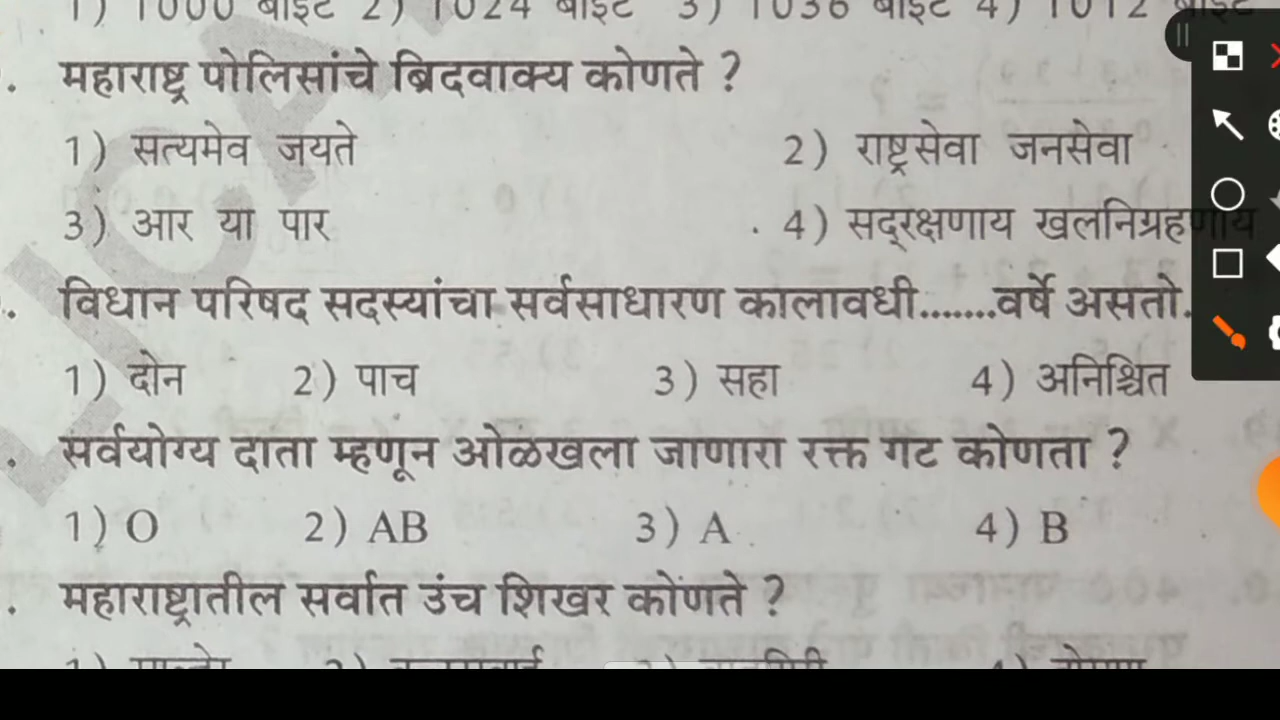 1) 1000 बाइट 2) 1024 बाइट 3) 1036 बाइट 4) 1012 बाइट
. महाराष्ट्र पोलिसांचे ब्रिदवाक्य कोणते ?
1) सत्यमेव जयते 2) राष्ट्रसेवा जनसेवा
3) आर या पार 4) सद्‌रक्षणाय खलनिग्रहणाय
. विधान परिषद सदस्यांचा सर्वसाधारण कालावधी.......वर्षे असतो.
1) दोन 2) पाच 3) सहा 4) अनिश्चित
. सर्वयोग्य दाता म्हणून ओळखला जाणारा रक्त गट कोणता ?
1) O 2) AB 3) A 4) B
. महाराष्ट्रातील सर्वात उंच शिखर कोणते ?